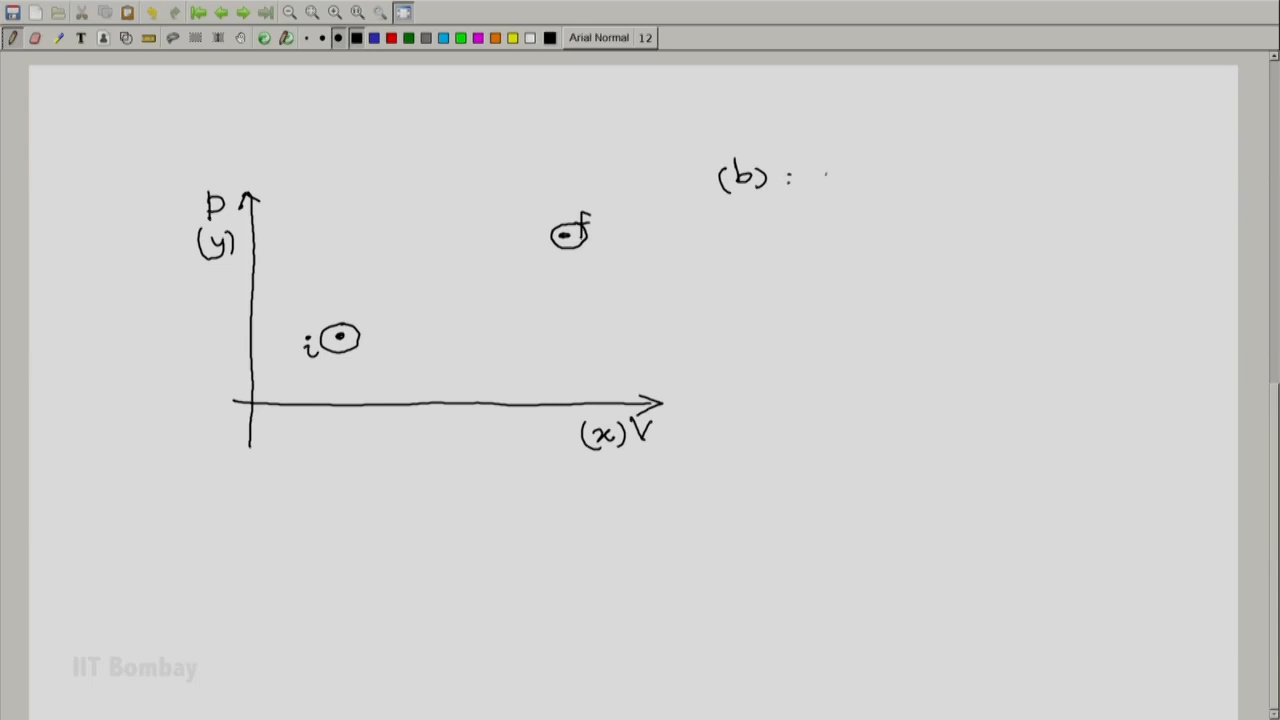 Arial Normal 12
(b) :
p
(y)
f
i
(x) V
IIT Bombay